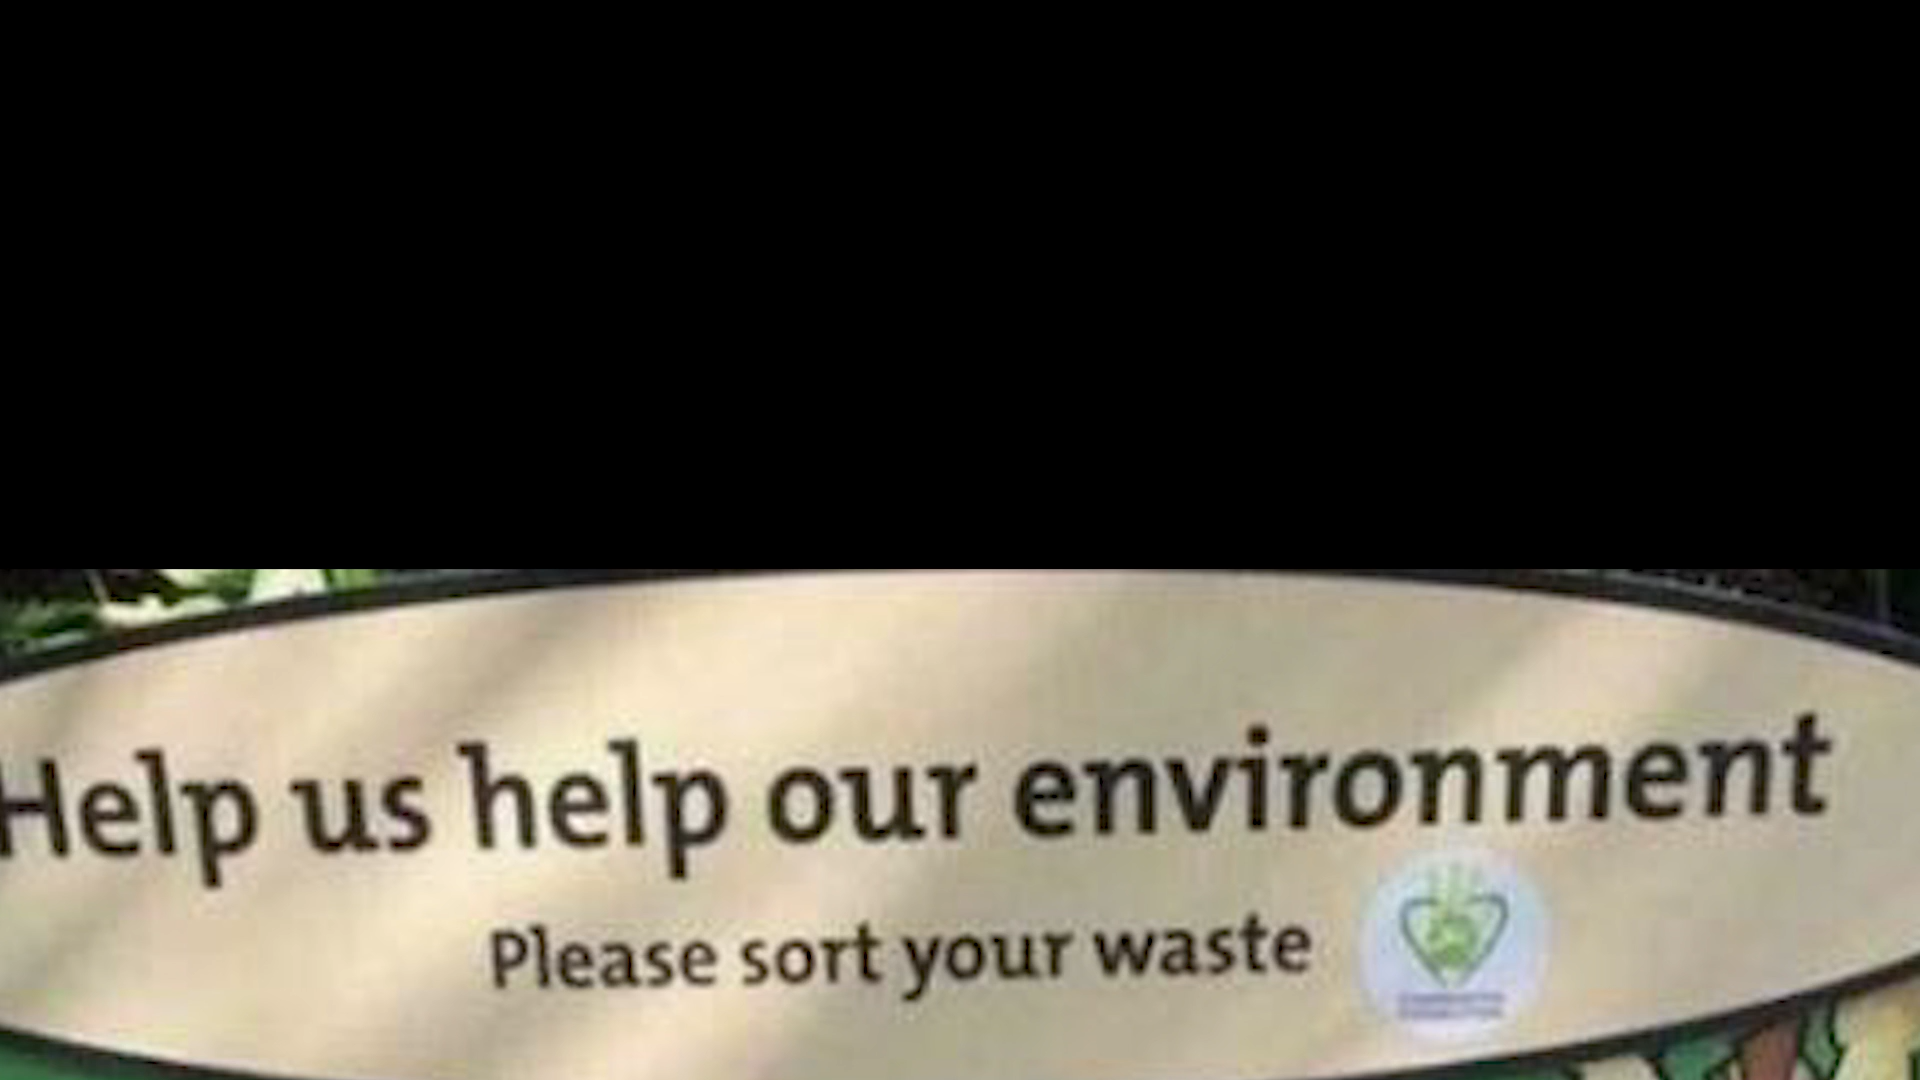 Help us help our environment
Please sort your waste